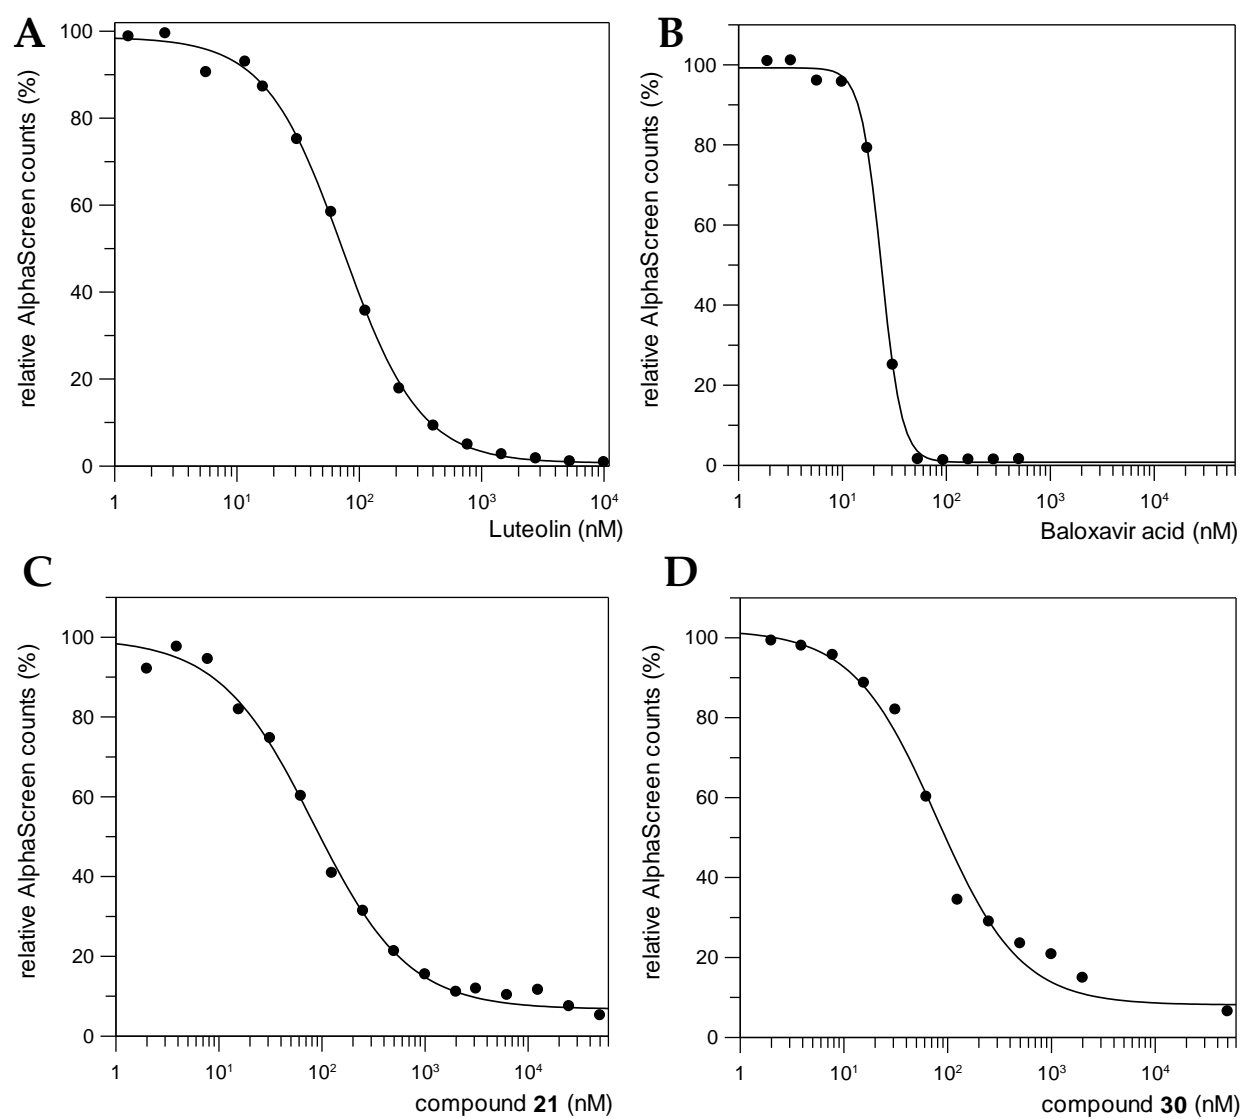 A
relative AlphaScreen counts (%)
100
80
60
40
20
0
1 10¹ 10² 10³ 10⁴
Luteolin (nM)
B
relative AlphaScreen counts (%)
100
80
60
40
20
0
1 10¹ 10² 10³ 10⁴
Baloxavir acid (nM)
C
relative AlphaScreen counts (%)
100
80
60
40
20
0
1 10¹ 10² 10³ 10⁴
compound 21 (nM)
D
relative AlphaScreen counts (%)
100
80
60
40
20
0
1 10¹ 10² 10³ 10⁴
compound 30 (nM)